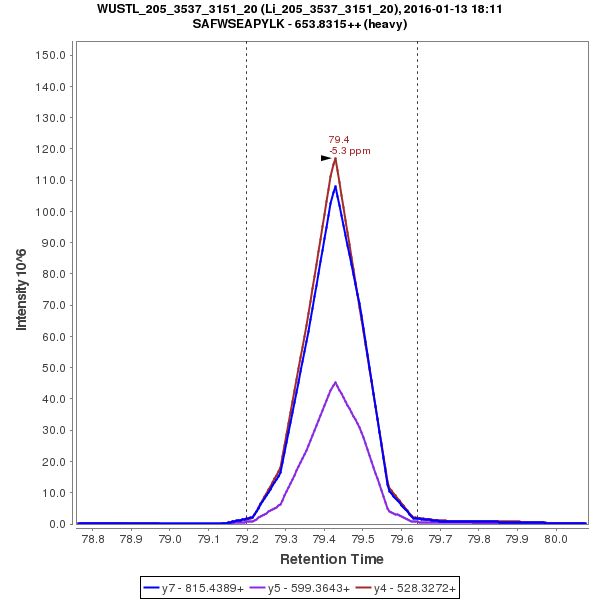 WUSTL_205_3537_3151_20 (Li_205_3537_3151_20), 2016-01-13 18:11
SAFWSEAPYLK - 653.8315++ (heavy)
150.0
140.0
130.0
120.0
110.0
100.0
90.0
80.0
70.0
60.0
50.0
40.0
30.0
20.0
10.0
0.0
Intensity 10^6
79.4
-5.3 ppm
78.8 78.9 79.0 79.1 79.2 79.3 79.4 79.5 79.6 79.7 79.8 79.9 80.0
Retention Time
y7 - 815.4389+ y5 - 599.3643+ y4 - 528.3272+